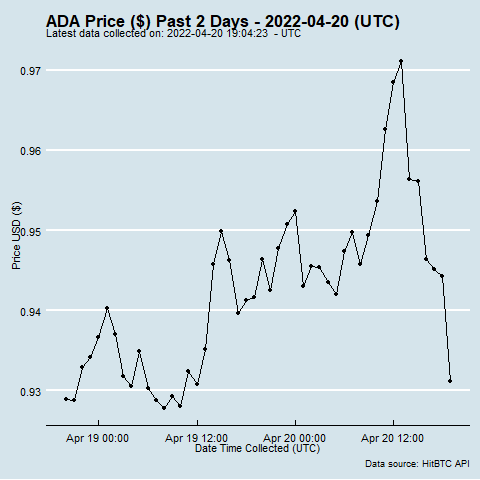 ADA Price ($) Past 2 Days - 2022-04-20 (UTC)
Latest data collected on: 2022-04-20 19:04:23  - UTC
0.97
0.96
0.95
0.94
0.93
Price USD ($)
Apr 19 00:00 Apr 19 12:00 Apr 20 00:00 Apr 20 12:00
Date Time Collected (UTC)
Data source: HitBTC API